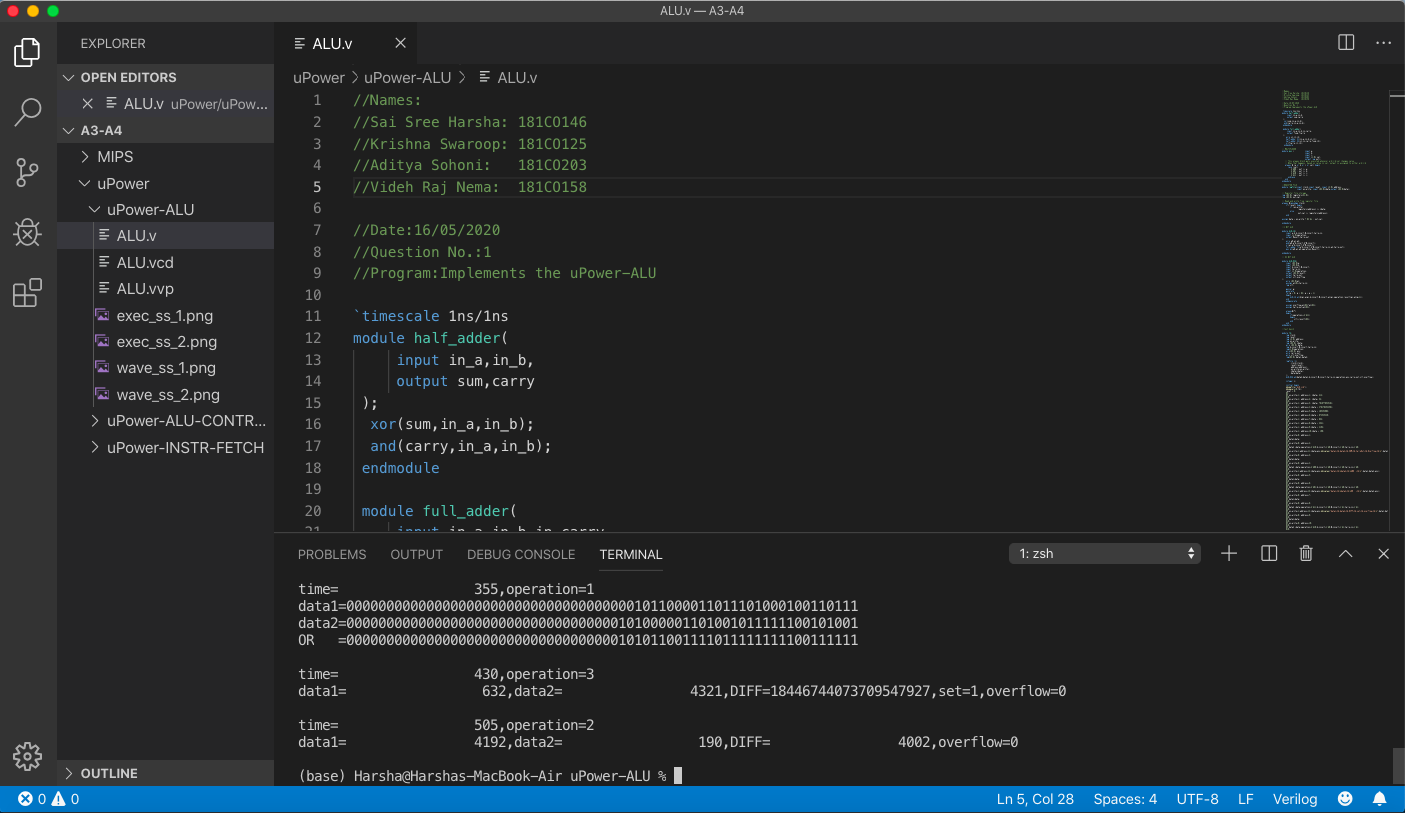 ALU.v — A3-A4
EXPLORER
OPEN EDITORS
ALU.v uPower/uPow...
A3-A4
MIPS
uPower
uPower-ALU
ALU.v
ALU.vcd
ALU.vvp
exec_ss_1.png
exec_ss_2.png
wave_ss_1.png
wave_ss_2.png
uPower-ALU-CONTR...
uPower-INSTR-FETCH
OUTLINE
ALU.v
uPower > uPower-ALU > ALU.v
1 //Names:
2 //Sai Sree Harsha: 181CO146
3 //Krishna Swaroop: 181CO125
4 //Aditya Sohoni:   181CO203
5 //Videh Raj Nema:  181CO158
6
7 //Date:16/05/2020
8 //Question No.:1
9 //Program:Implements the uPower-ALU
10
11 `timescale 1ns/1ns
12 module half_adder(
13 input in_a,in_b,
14 output sum,carry
15 );
16 xor(sum,in_a,in_b);
17 and(carry,in_a,in_b);
18 endmodule
19
20 module full_adder(
21 input in_a,in_b,in_carry
PROBLEMS OUTPUT DEBUG CONSOLE TERMINAL 1: zsh
time=                 355,operation=1
data1=0000000000000000000000000000000000001011000011011101000100110111
data2=0000000000000000000000000000000000101000001101001011111100101001
OR   =0000000000000000000000000000000000101011001111011111111100111111
time=                 430,operation=3
data1=                 632,data2=                4321,DIFF=18446744073709547927,set=1,overflow=0
time=                 505,operation=2
data1=                4192,data2=                 190,DIFF=                4002,overflow=0
(base) Harsha@Harshas-MacBook-Air uPower-ALU %
0 0 Ln 5, Col 28 Spaces: 4 UTF-8 LF Verilog